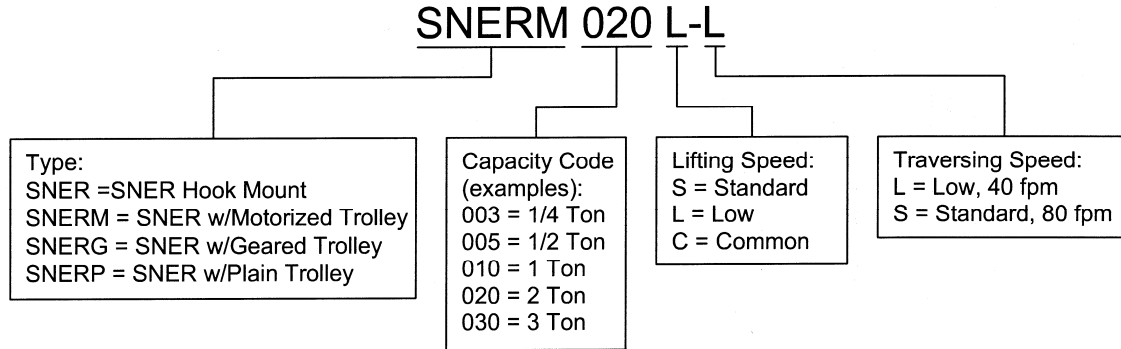 SNERM 020 L-L
Type:
SNER =SNER Hook Mount
SNERM = SNER w/Motorized Trolley
SNERG = SNER w/Geared Trolley
SNERP = SNER w/Plain Trolley
Capacity Code
(examples):
003 = 1/4 Ton
005 = 1/2 Ton
010 = 1 Ton
020 = 2 Ton
030 = 3 Ton
Lifting Speed:
S = Standard
L = Low
C = Common
Traversing Speed:
L = Low, 40 fpm
S = Standard, 80 fpm